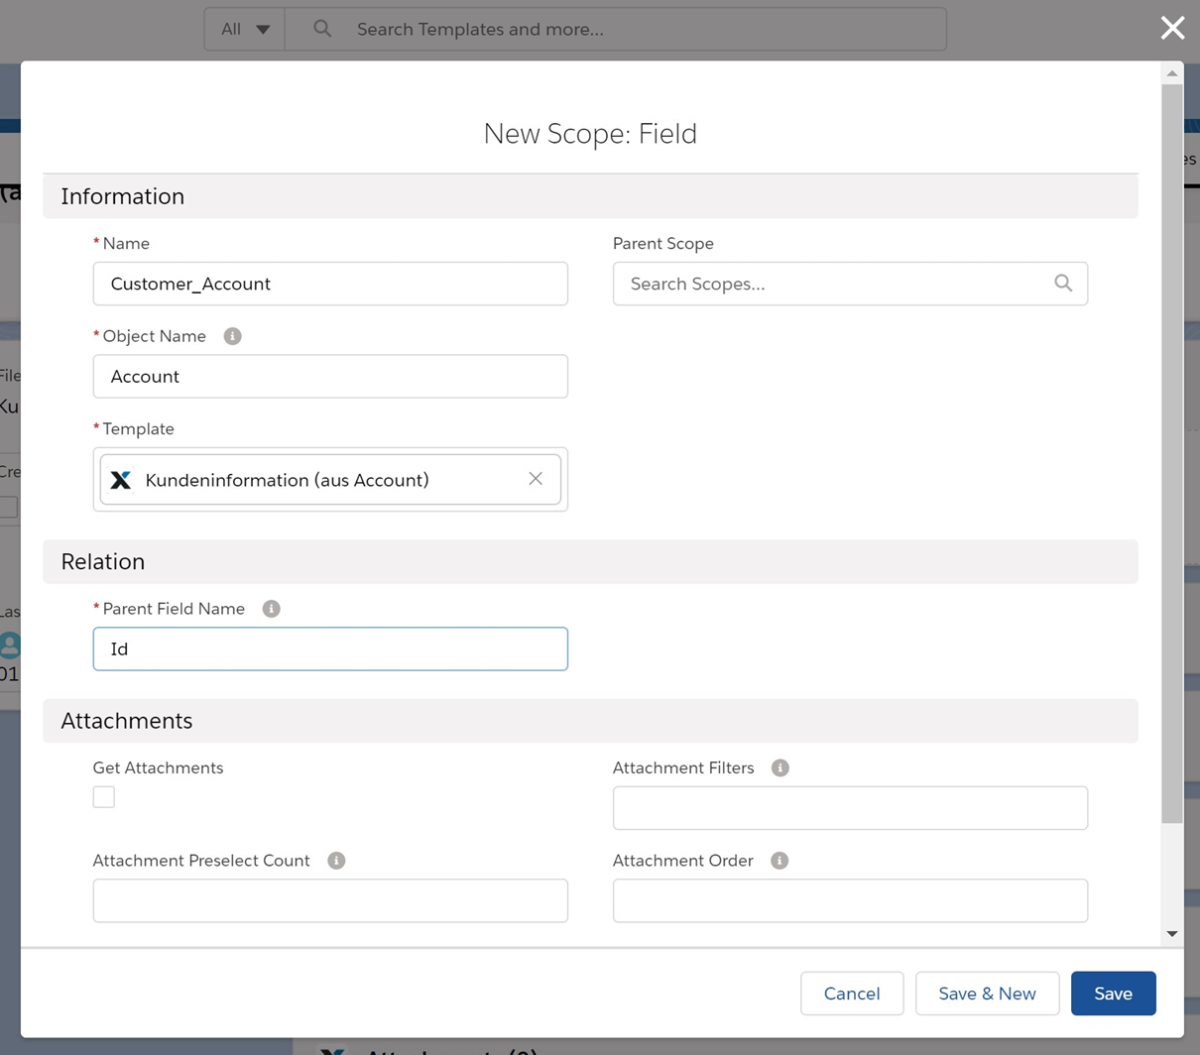 All
Search Templates and more...
New Scope: Field
Information
* Name
Parent Scope
Customer_Account
Search Scopes...
* Object Name
Account
* Template
Kundeninformation (aus Account)
Relation
* Parent Field Name
Id
Attachments
Get Attachments
Attachment Filters
Attachment Preselect Count
Attachment Order
Cancel
Save & New
Save